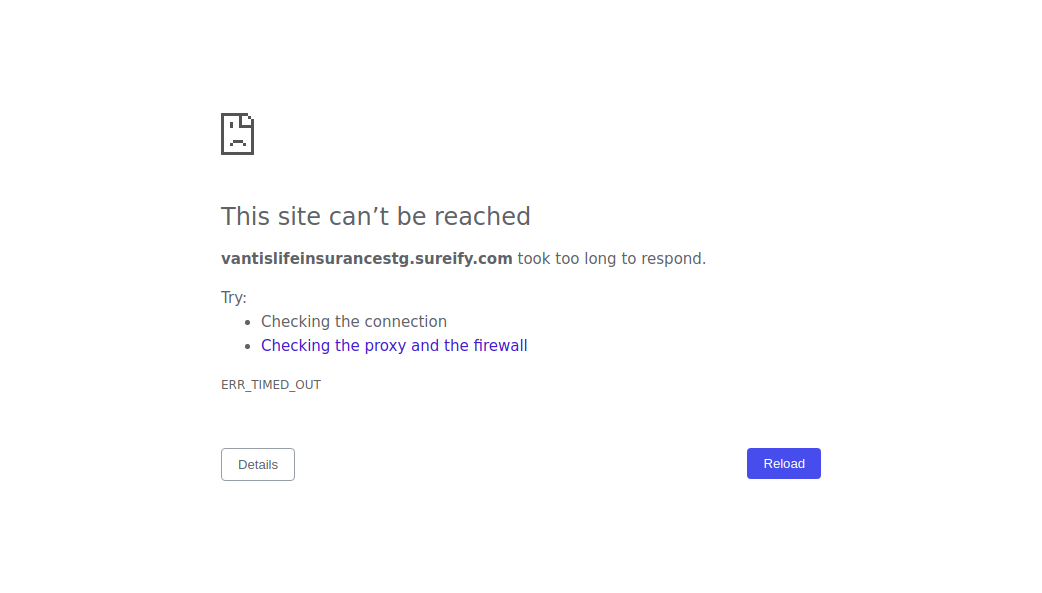 This site can’t be reached
vantislifeinsurancestg.sureify.com took too long to respond.
Try:
Checking the connection
Checking the proxy and the firewall
ERR_TIMED_OUT
Details
Reload